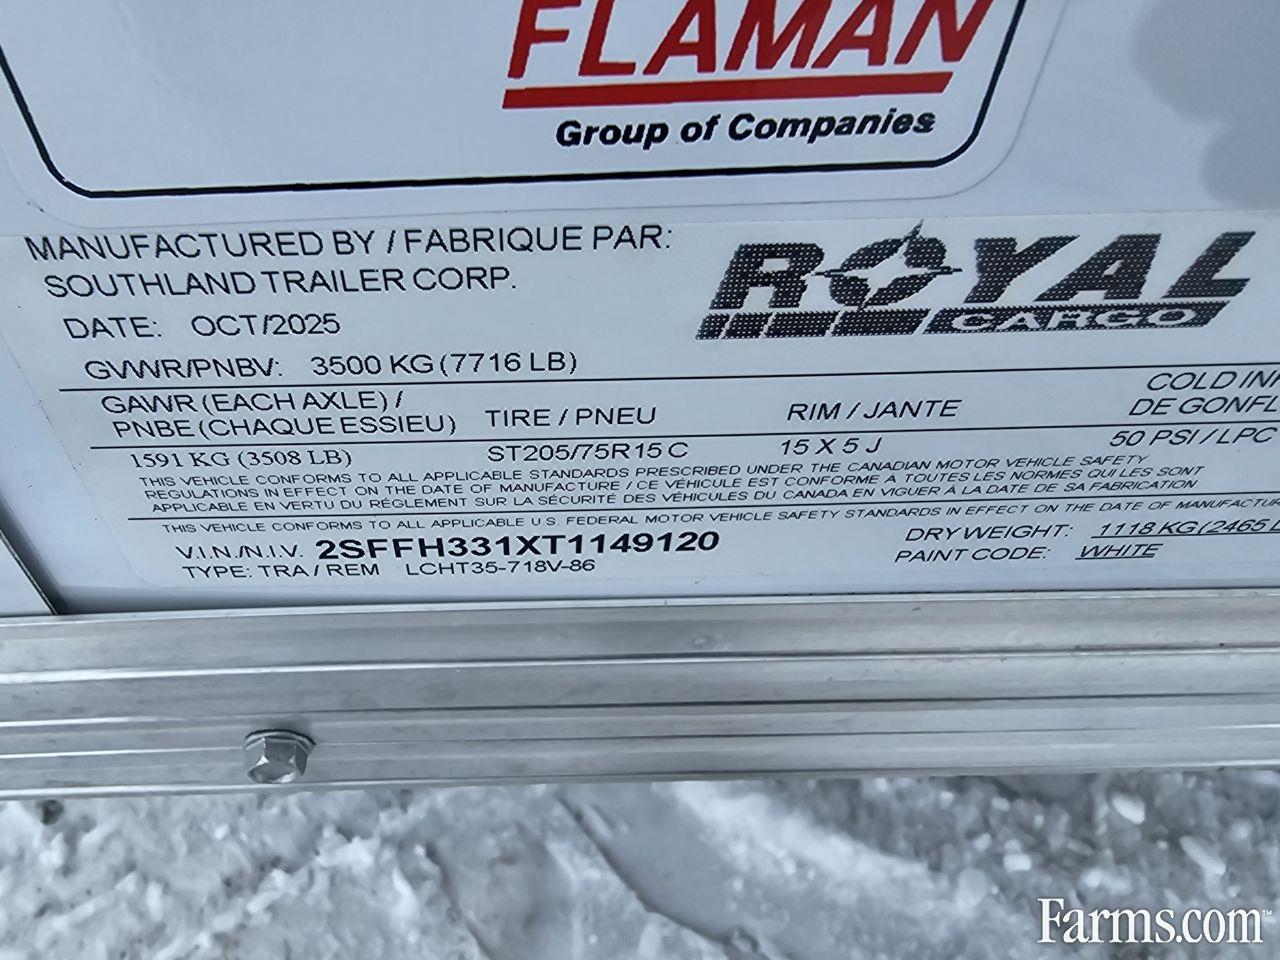 FLAMAN
Group of Companies
MANUFACTURED BY / FABRIQUE PAR:
SOUTHLAND TRAILER CORP.
ROYAL
CARGO
DATE: OCT/2025
GVWR/PNBV: 3500 KG (7716 LB)
GAWR (EACH AXLE) /
PNBE (CHAQUE ESSIEU)
TIRE / PNEU
RIM / JANTE
COLD
DE
1591 KG (3508 LB)
ST205/75R15 C
15 X 5 J
50 PSI / LPC
THIS VEHICLE CONFORMS TO ALL APPLICABLE STANDARDS PRESCRIBED UNDER THE CANADIAN MOTOR VEHICLE SAFETY
REGULATIONS IN EFFECT ON THE DATE OF MANUFACTURE / CE VÉHICULE EST CONFORME A TOUTES LES NORMES QUI LES SONT
APPLICABLE EN VERTU DU RÉGLEMENT SUR LA SÉCURITÉ DES VÉHICULES DU CANADA EN VIGUER À LA DATE DE SA FABRICATION
THIS VEHICLE CONFORMS TO ALL APPLICABLE U.S. FEDERAL MOTOR VEHICLE SAFETY STANDARDS IN EFFECT ON THE DATE OF
V.I.N./N.I.V. 2SFFH331XT1149120
DRY WEIGHT: 1118 KG (2465
TYPE: TRA / REM LCHT35-718V-86
PAINT CODE: WHITE
Farms.com™